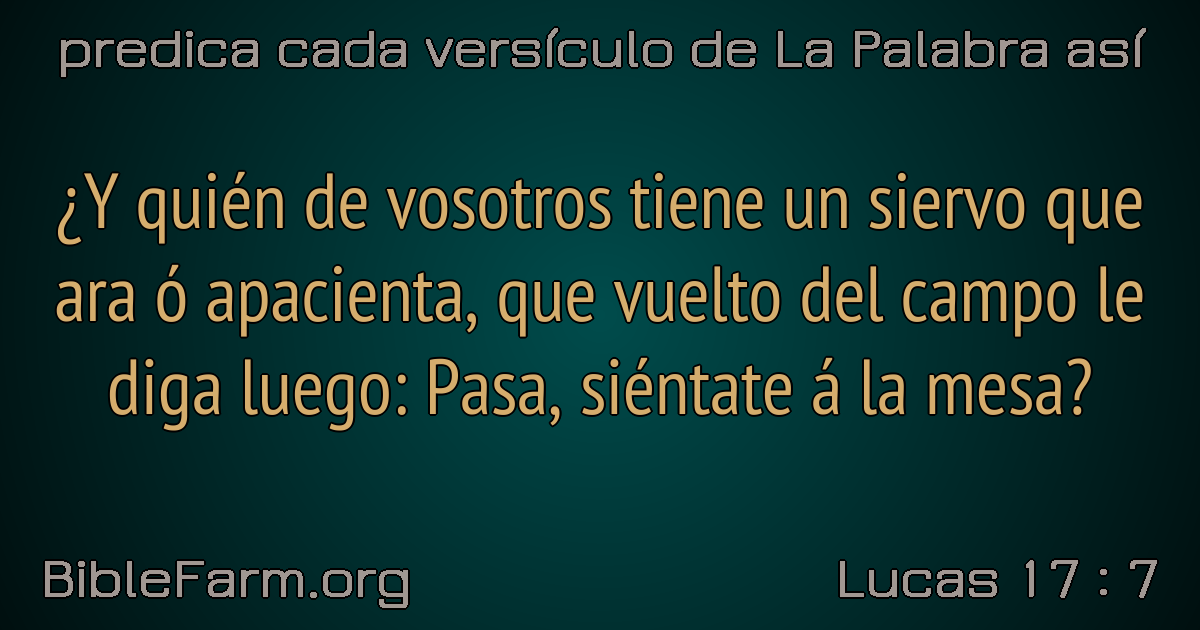 predica cada versículo de La Palabra así
¿Y quién de vosotros tiene un siervo que
ara ó apacienta, que vuelto del campo le
diga luego: Pasa, siéntate á la mesa?
BibleFarm.org
Lucas 17 : 7